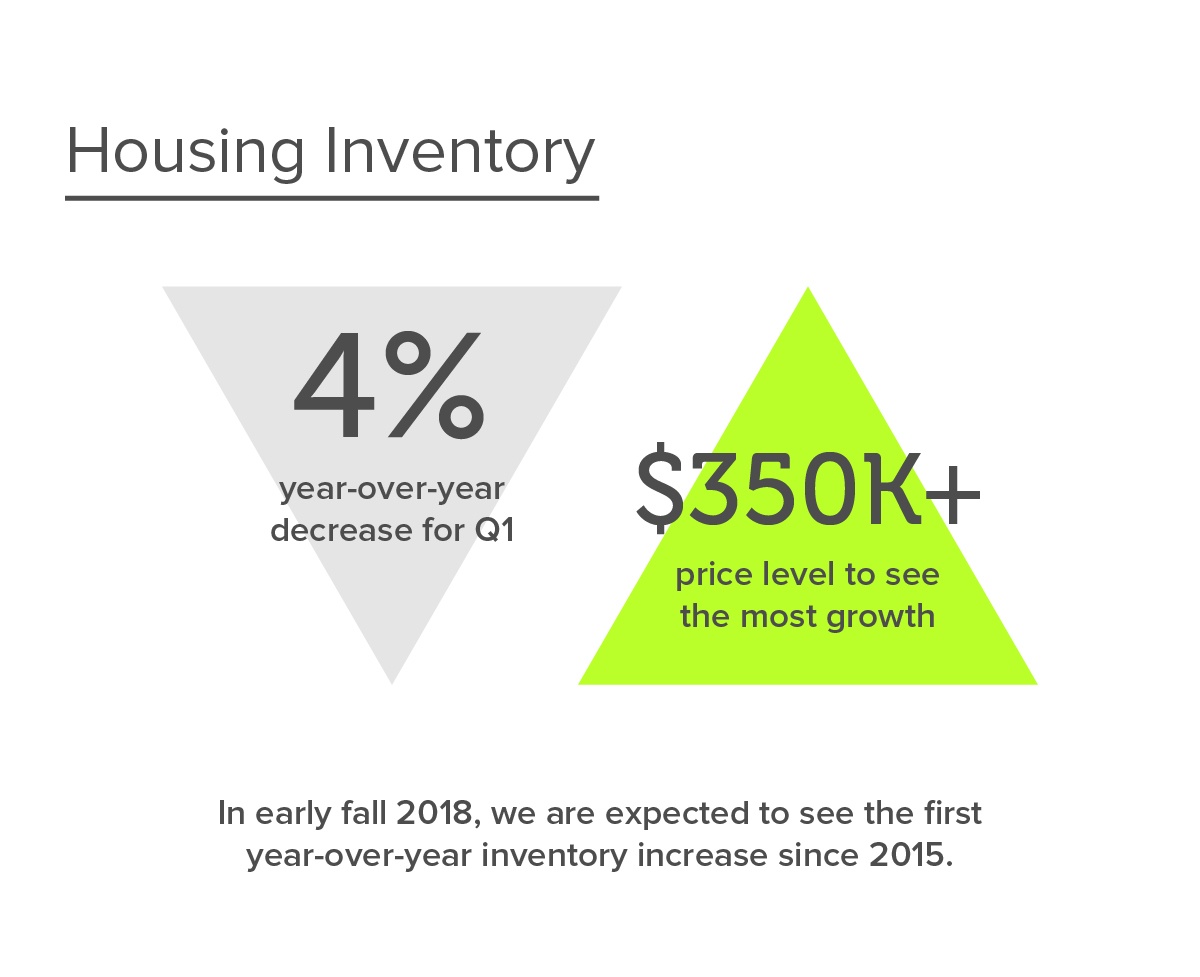 Housing Inventory
4%
year-over-year
decrease for Q1
$350K+
price level to see
the most growth
In early fall 2018, we are expected to see the first
year-over-year inventory increase since 2015.